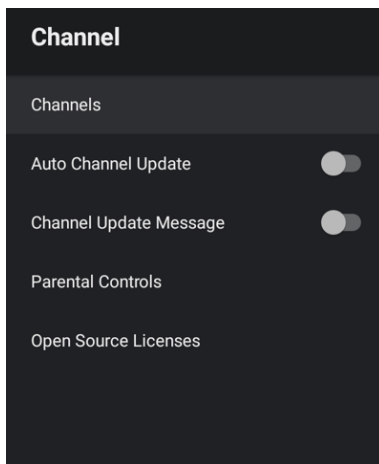 Channel
Channels
Auto Channel Update
Channel Update Message
Parental Controls
Open Source Licenses